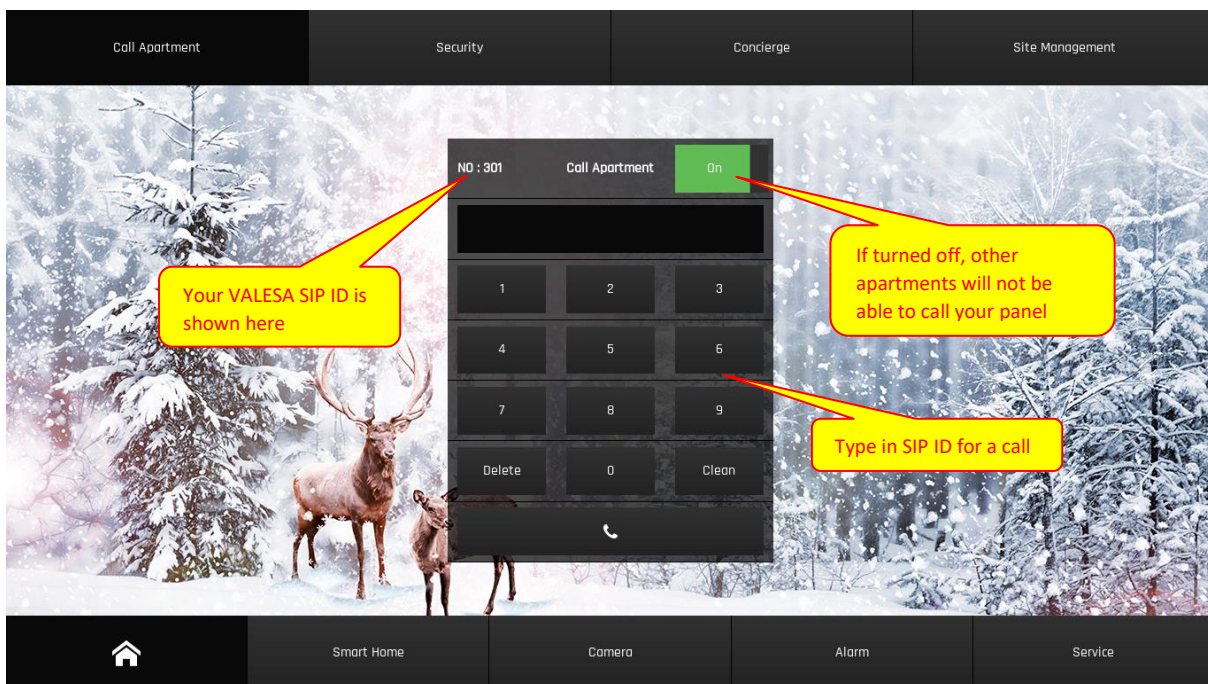 Call Apartment
Security
Concierge
Site Management
NO : 301
Call Apartment
On
If turned off, other
apartments will not be
able to call your panel
Your VALESA SIP ID is
shown here
1
2
3
4
5
6
7
8
9
Type in SIP ID for a call
Delete
0
Clean
Smart Home
Camera
Alarm
Service